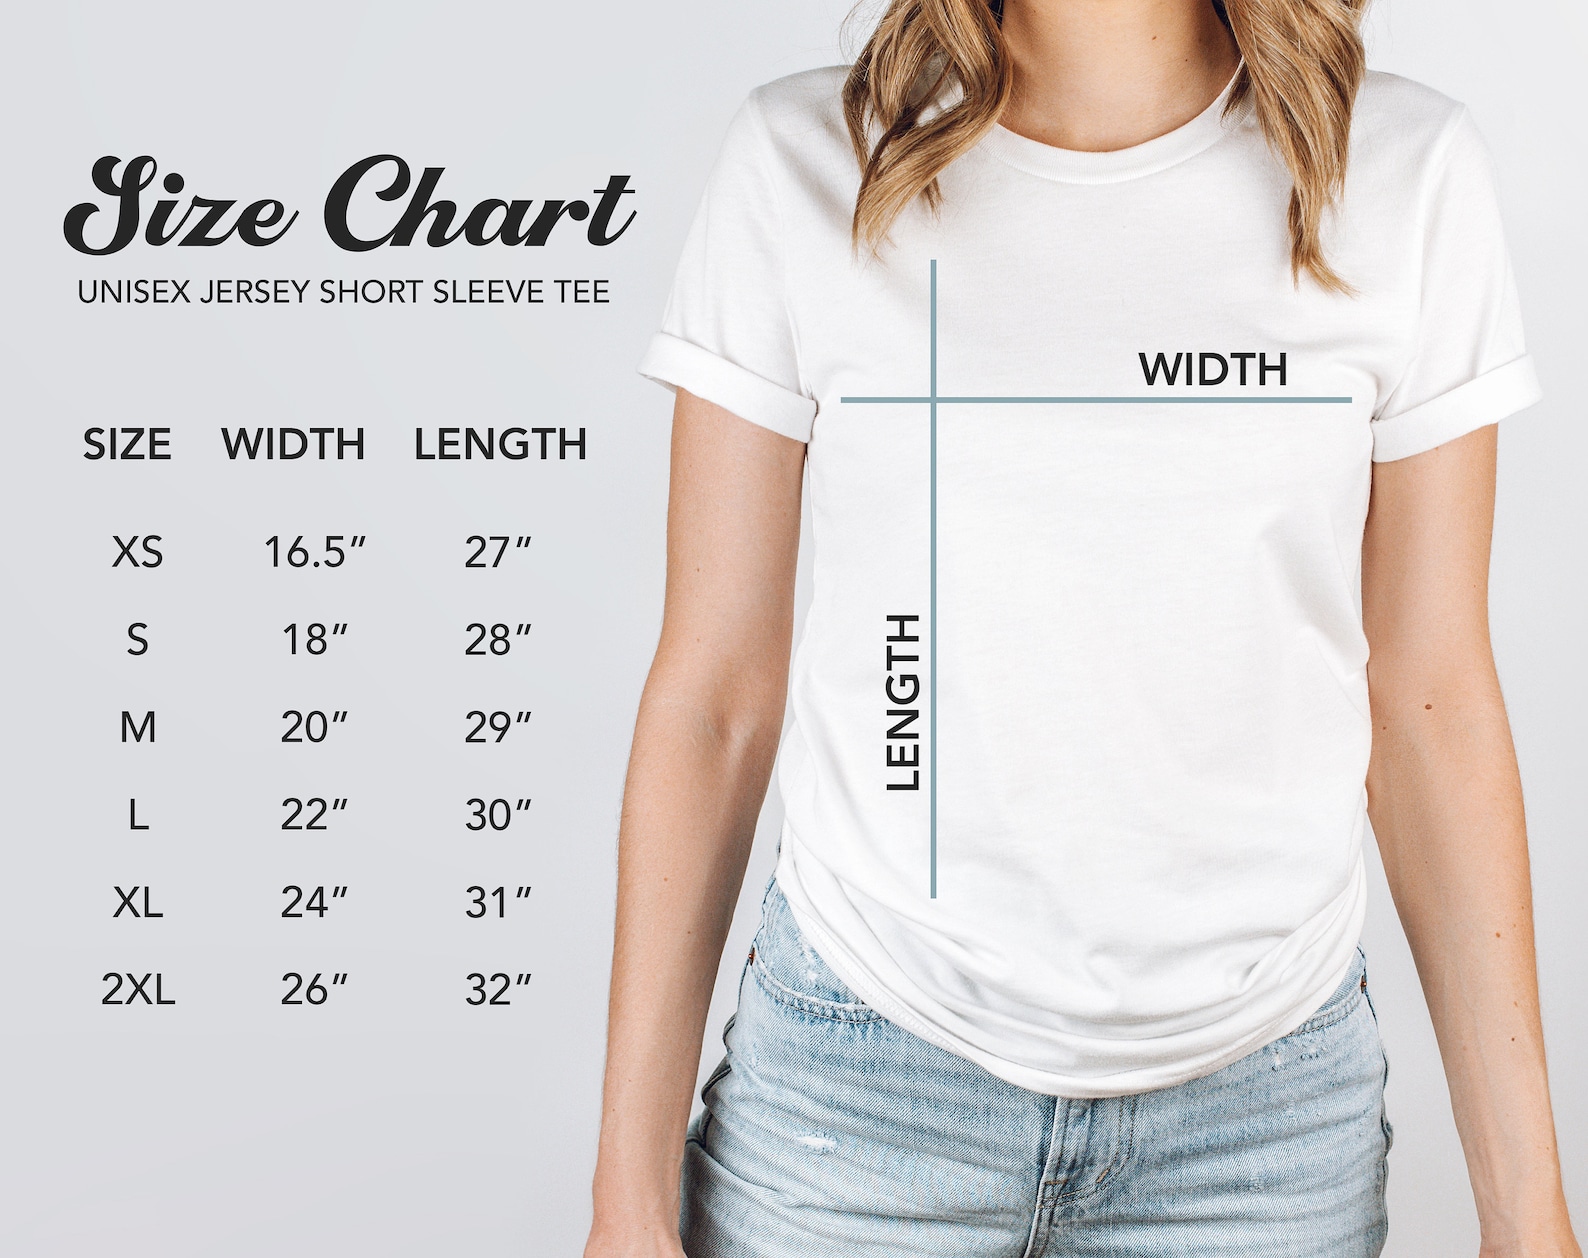 Size Chart
UNISEX JERSEY SHORT SLEEVE TEE
SIZE WIDTH LENGTH
XS 16.5” 27”
S 18” 28”
M 20” 29”
L 22” 30”
XL 24” 31”
2XL 26” 32”
WIDTH
LENGTH